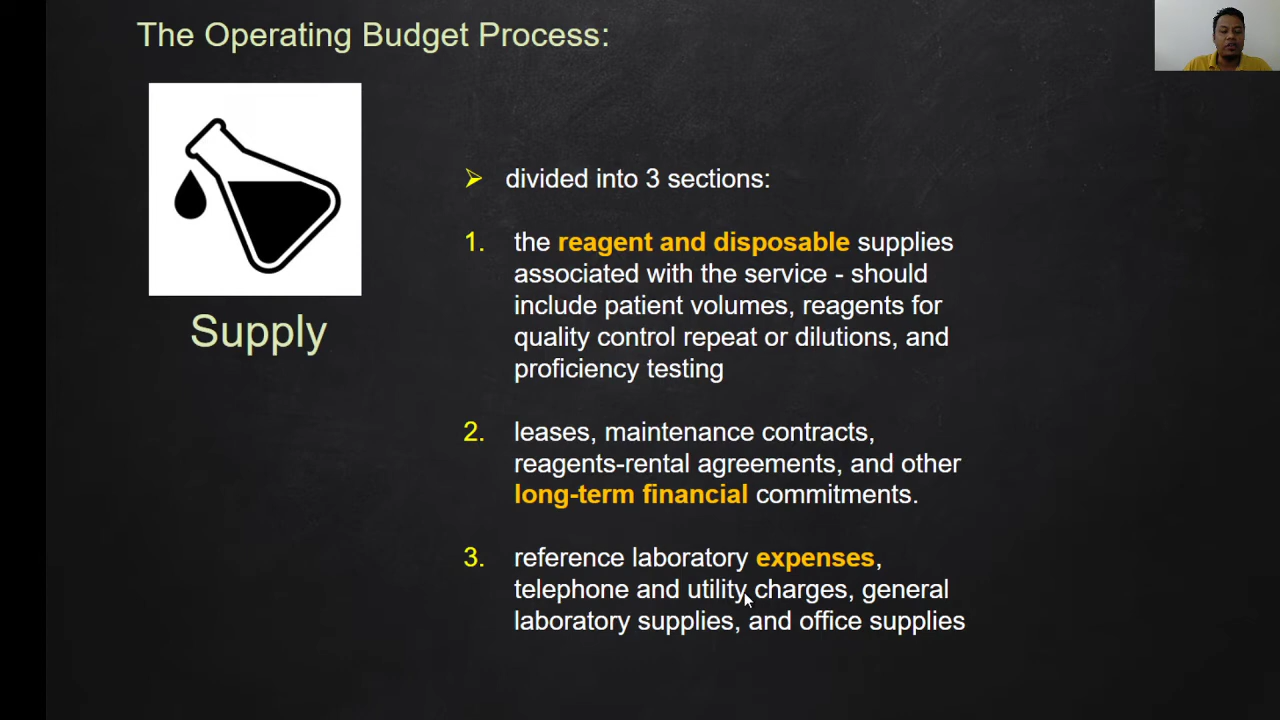 The Operating Budget Process:
Supply
divided into 3 sections:
1. the reagent and disposable supplies
associated with the service - should
include patient volumes, reagents for
quality control repeat or dilutions, and
proficiency testing
2. leases, maintenance contracts,
reagents-rental agreements, and other
long-term financial commitments.
3. reference laboratory expenses,
telephone and utility charges, general
laboratory supplies, and office supplies